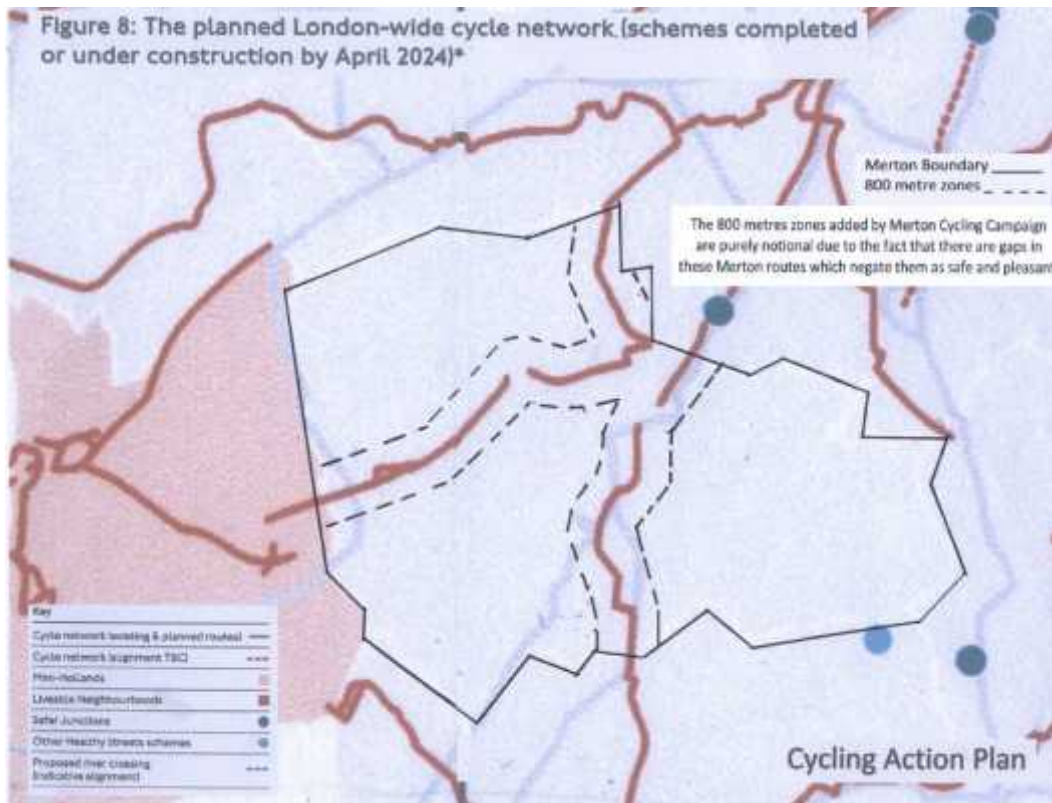 Figure 8: The planned London-wide cycle network (schemes completed
or under construction by April 2024)*
Merton Boundary
800 metre zones
The 800 metres zones added by Merton Cycling Campaign
are purely notional due to the fact that there are gaps in
these Merton routes which negate them as safe and pleasant
Key
Cycle network (existing & planned routes)
Cycle network (alignment TBC)
Mini-Hollands
Liveable Neighbourhoods
Safer Junctions
Other Healthy Streets schemes
Proposed river crossing
(indicative alignment)
Cycling Action Plan